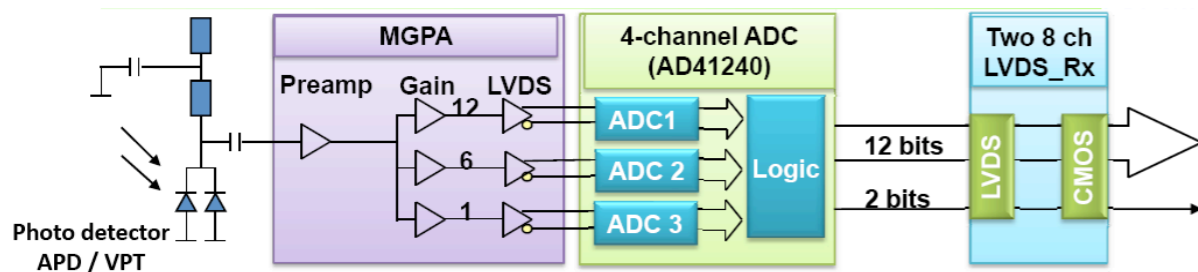 MGPA
Preamp
Gain
LVDS
12
6
1
4-channel ADC
(AD41240)
ADC1
ADC 2
ADC 3
Logic
12 bits
2 bits
Two 8 ch
LVDS_Rx
LVDS
CMOS
Photo detector
APD / VPT